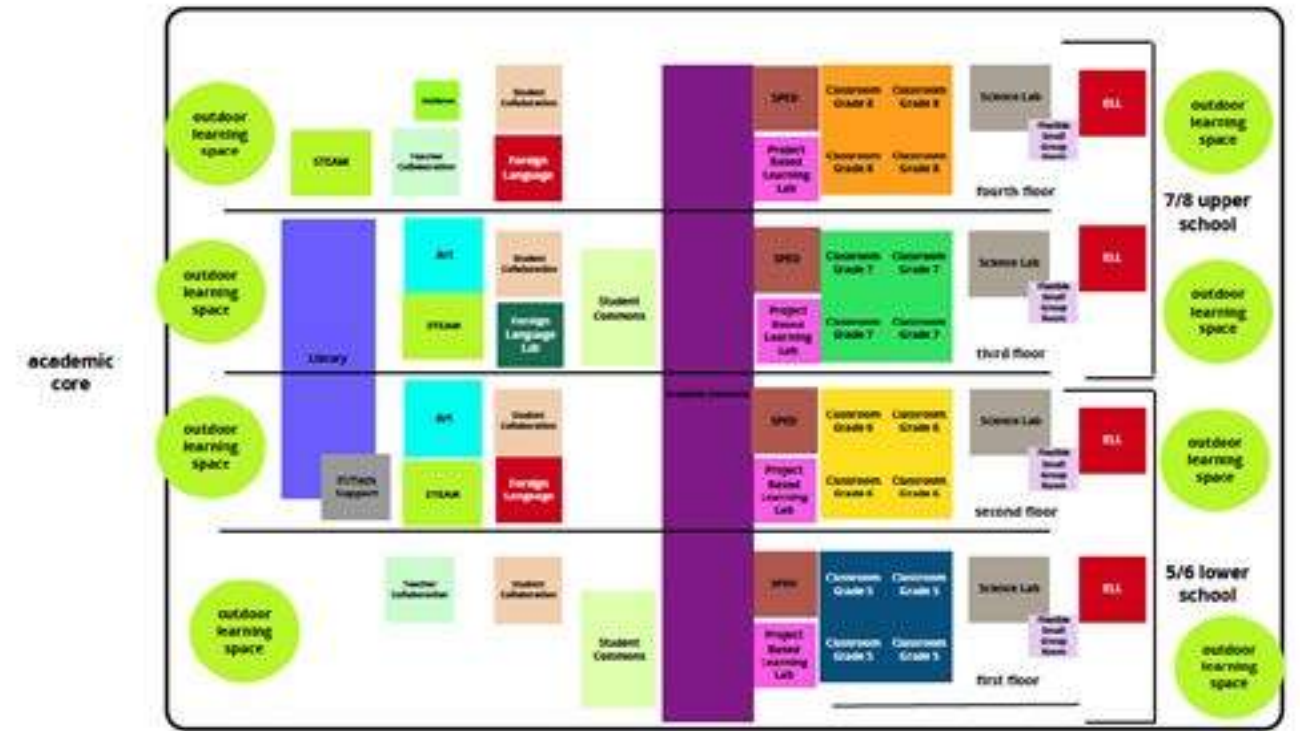 outdoor
learning
space
STEAM
Teacher
Collaboration
Student
Collaboration
Foreign
Language
SPED
Project
Based
Learning
Lab
Classroom
Grade 8
Classroom
Grade 8
Classroom
Grade 8
Classroom
Grade 8
Science Lab
Flexible
Small
Group
Room
ELL
fourth floor
outdoor
learning
space
7/8 upper
school
outdoor
learning
space
Library
Art
STEAM
Student
Collaboration
Foreign
Language
Lab
Student
Commons
SPED
Project
Based
Learning
Lab
Classroom
Grade 7
Classroom
Grade 7
Classroom
Grade 7
Classroom
Grade 7
Science Lab
Flexible
Small
Group
Room
ELL
third floor
outdoor
learning
space
academic
core
outdoor
learning
space
Art
STEAM
Support
Student
Collaboration
Foreign
Language
SPED
Project
Based
Learning
Lab
Classroom
Grade 6
Classroom
Grade 6
Classroom
Grade 6
Classroom
Grade 6
Science Lab
Flexible
Small
Group
Room
ELL
second floor
outdoor
learning
space
5/6 lower
school
outdoor
learning
space
Teacher
Collaboration
Student
Collaboration
Student
Commons
SPED
Project
Based
Learning
Lab
Classroom
Grade 5
Classroom
Grade 5
Classroom
Grade 5
Classroom
Grade 5
Science Lab
Flexible
Small
Group
Room
ELL
first floor
outdoor
learning
space